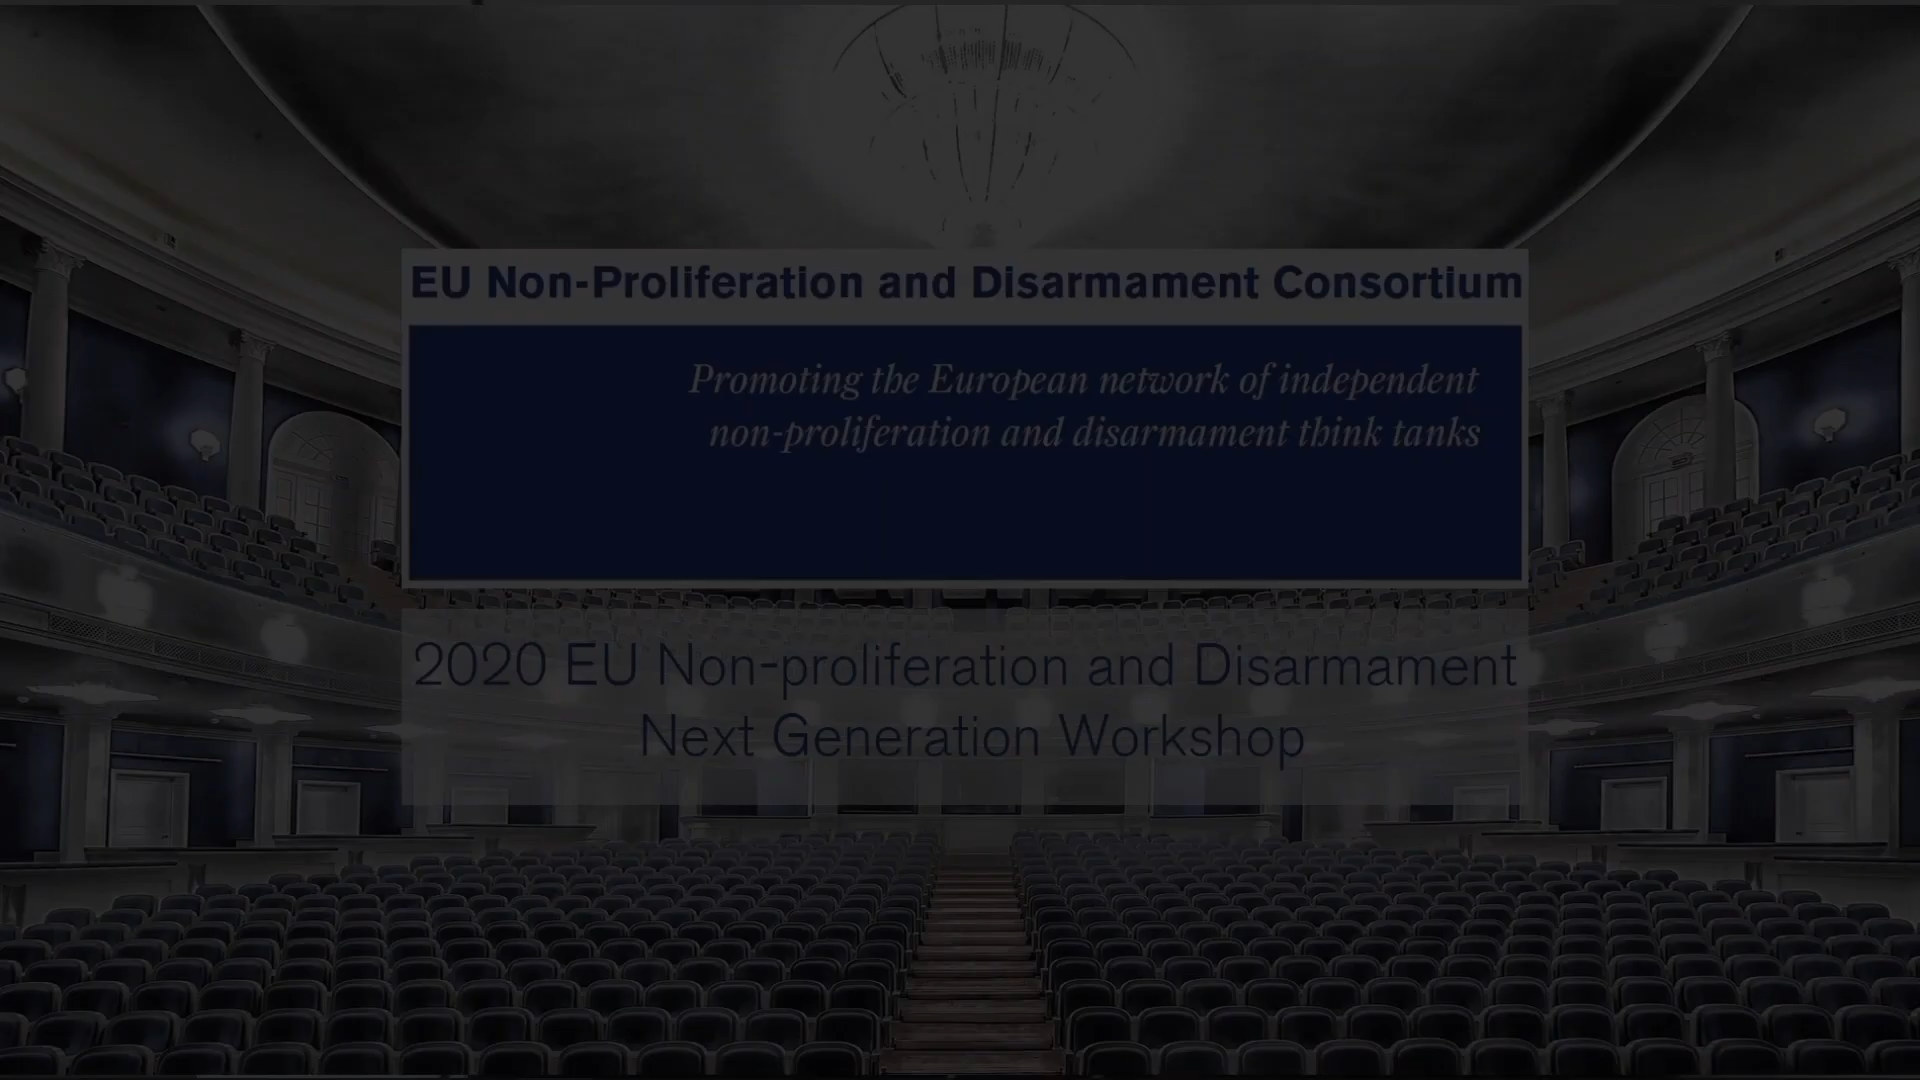 EU Non-Proliferation and Disarmament Consortium
Promoting the European network of independent
non-proliferation and disarmament think tanks
2020 EU Non-proliferation and Disarmament
Next Generation Workshop